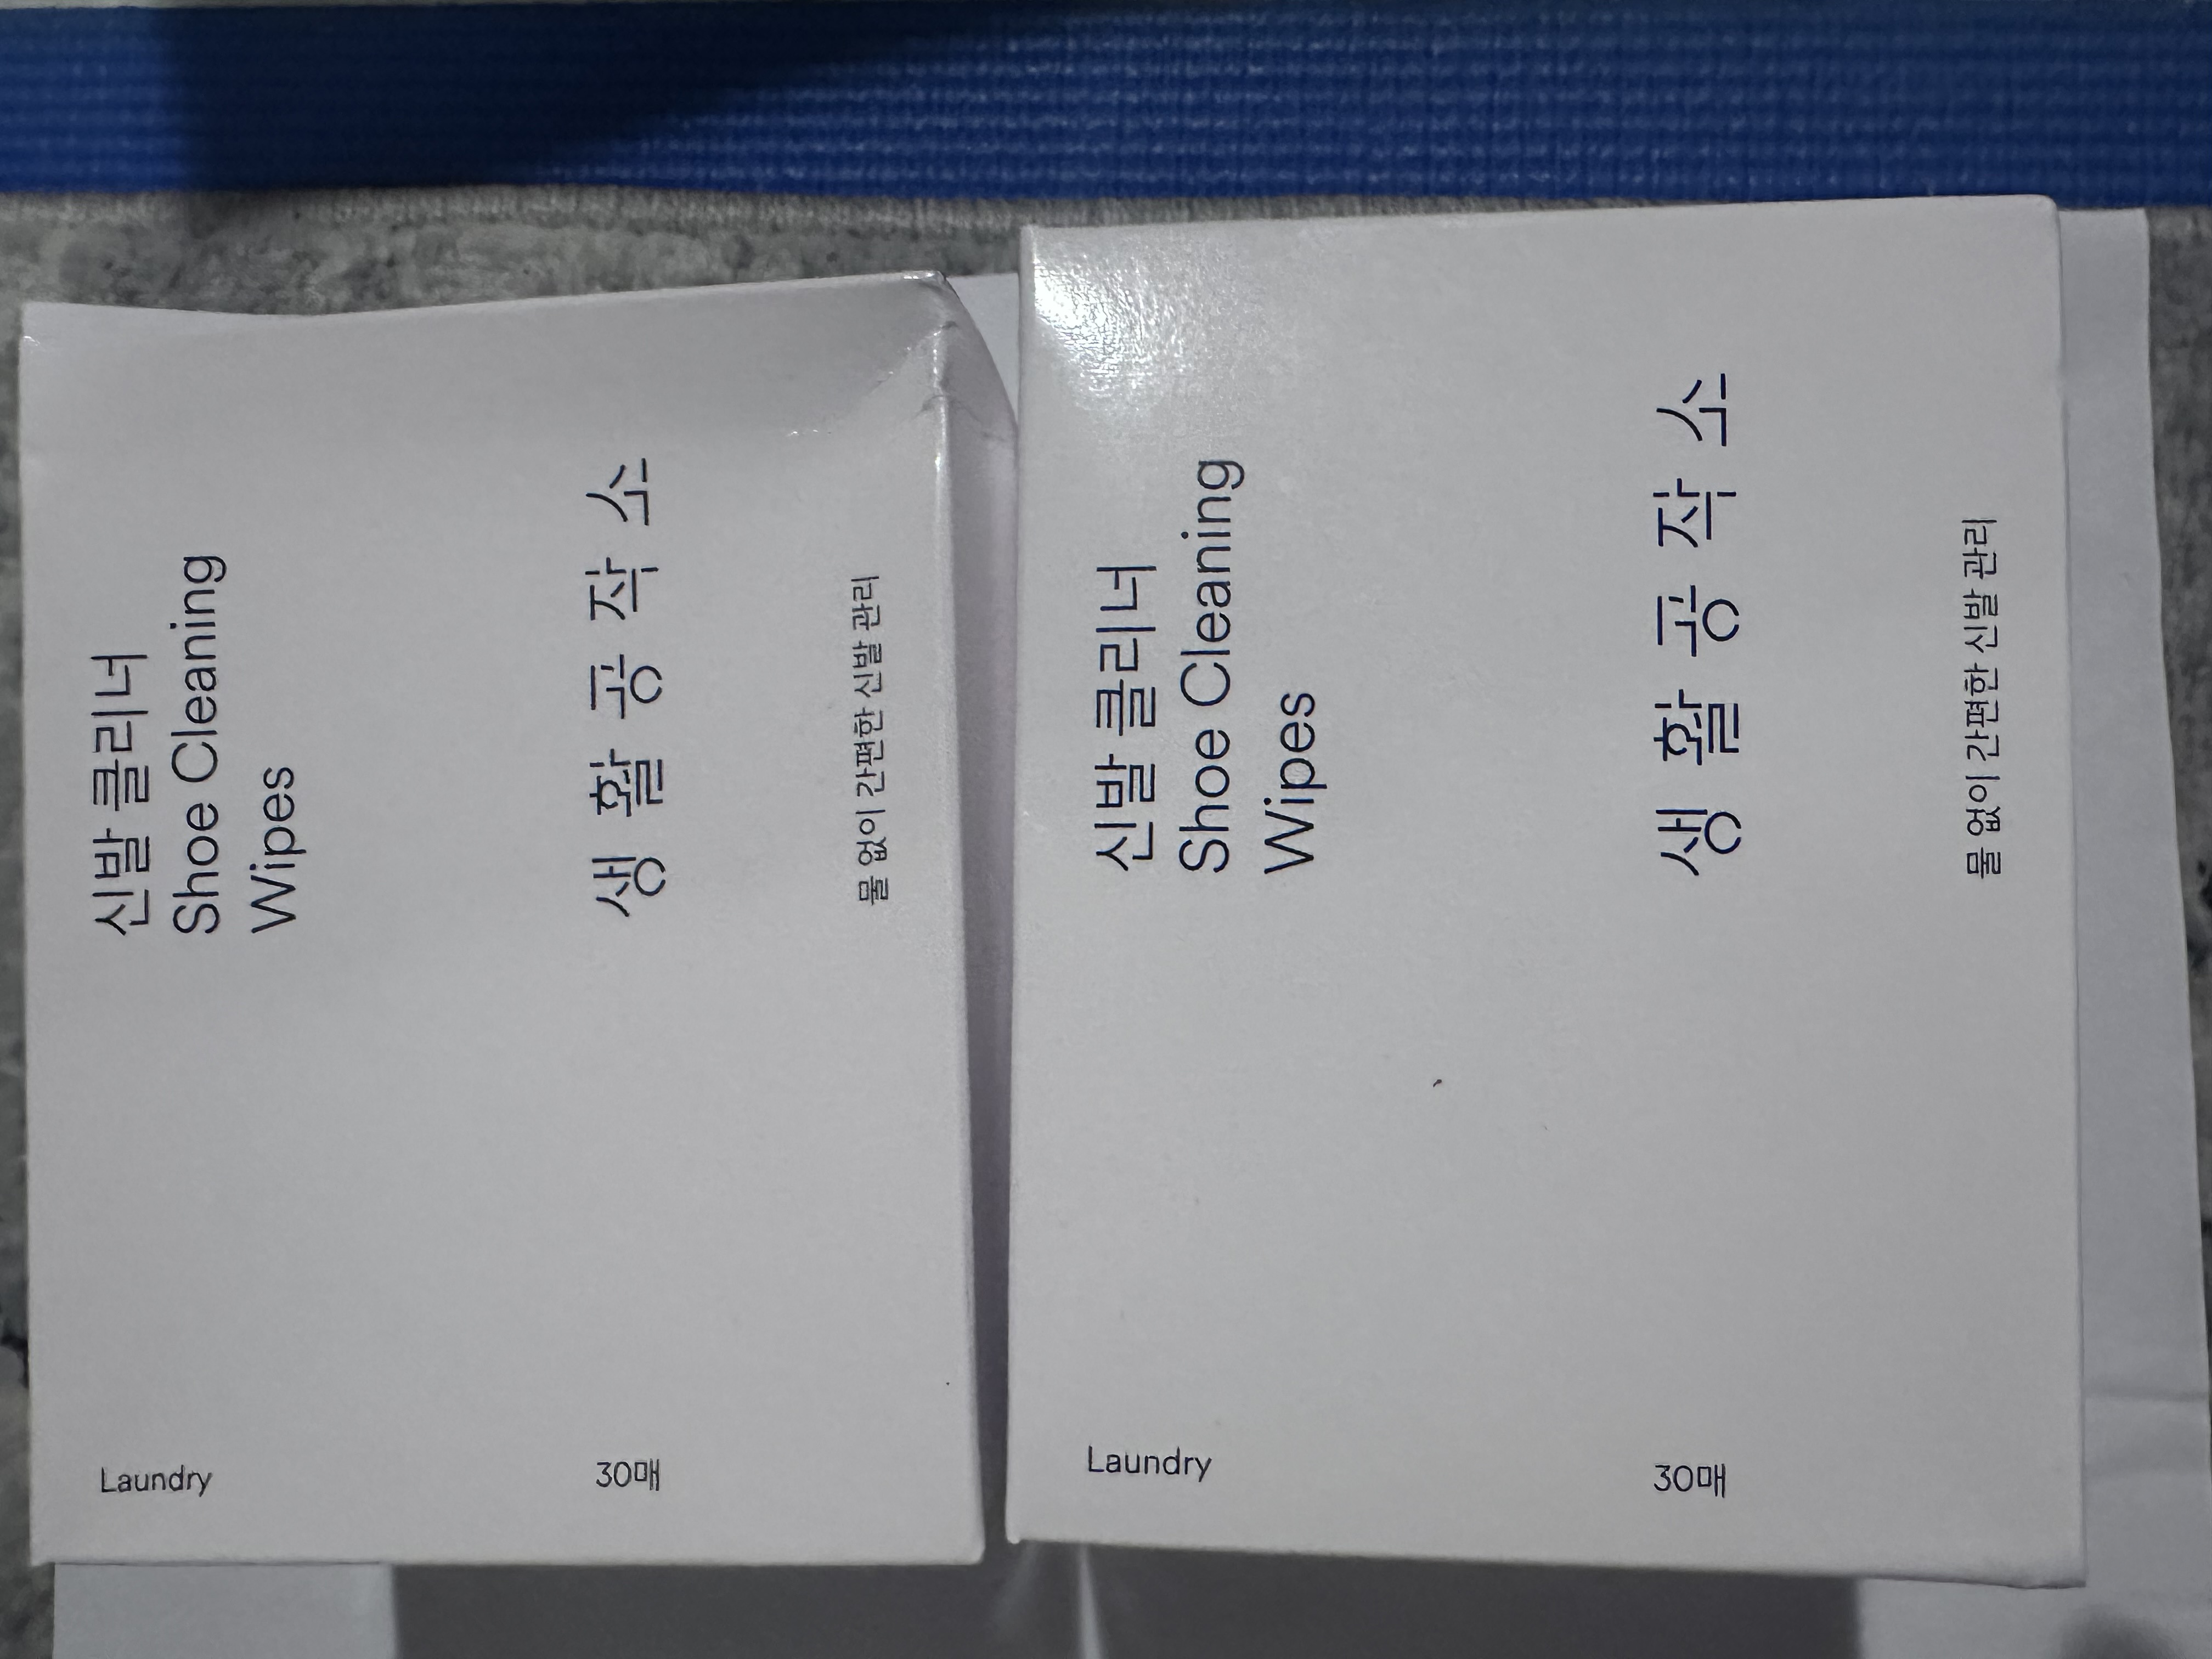 신발 클리너
Shoe Cleaning
Wipes
생활공작소
물 없이 간편한 신발 관리
Laundry
30매
신발 클리너
Shoe Cleaning
Wipes
생활공작소
물 없이 간편한 신발 관리
Laundry
30매